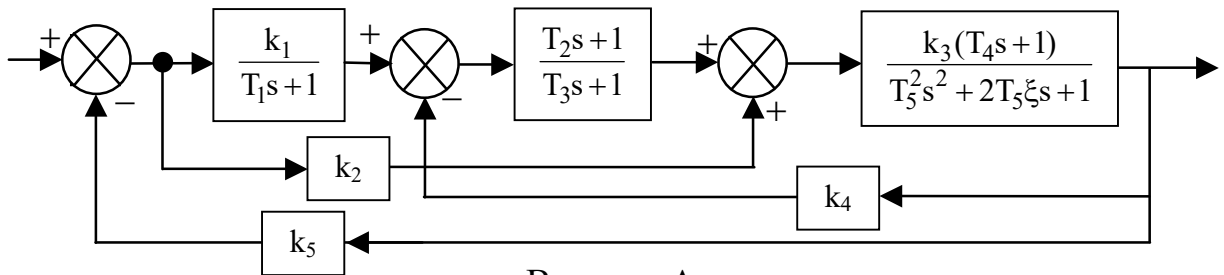 + − k₁ T₁s+1 + − T₂s+1 T₃s+1 + + k₃(T₄s+1) T₅²s²+2T₅ξs+1
k₂
k₄
k₅